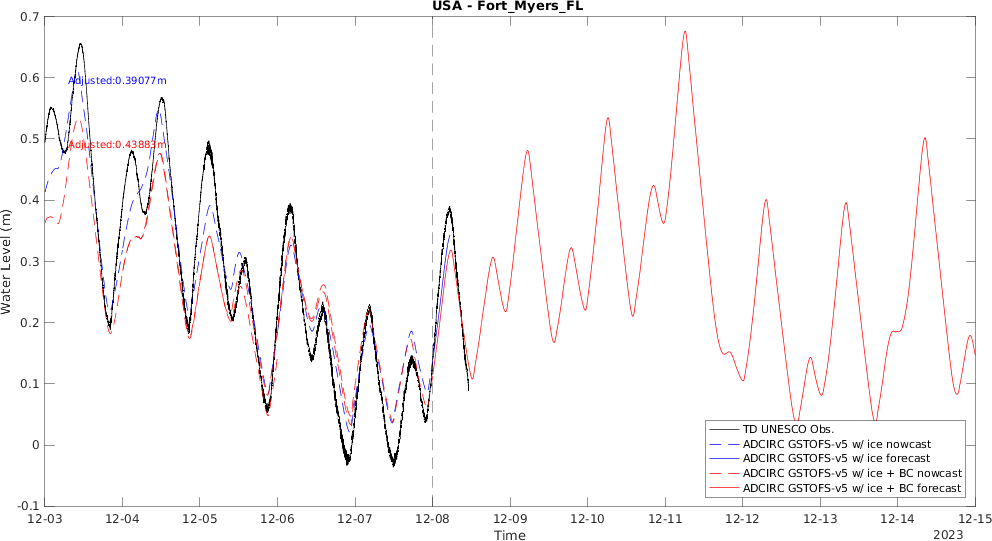 USA - Fort_Myers_FL
0.7
0.6
0.5
0.4
0.3
0.2
0.1
0
-0.1
Water Level (m)
Adjusted:0.39077m
Adjusted:0.43883m
TD UNESCO Obs.
ADCIRC GSTOFS-v5 w/ ice nowcast
ADCIRC GSTOFS-v5 w/ ice forecast
ADCIRC GSTOFS-v5 w/ ice + BC nowcast
ADCIRC GSTOFS-v5 w/ ice + BC forecast
12-03 12-04 12-05 12-06 12-07 12-08 12-09 12-10 12-11 12-12 12-13 12-14 12-15
Time
2023